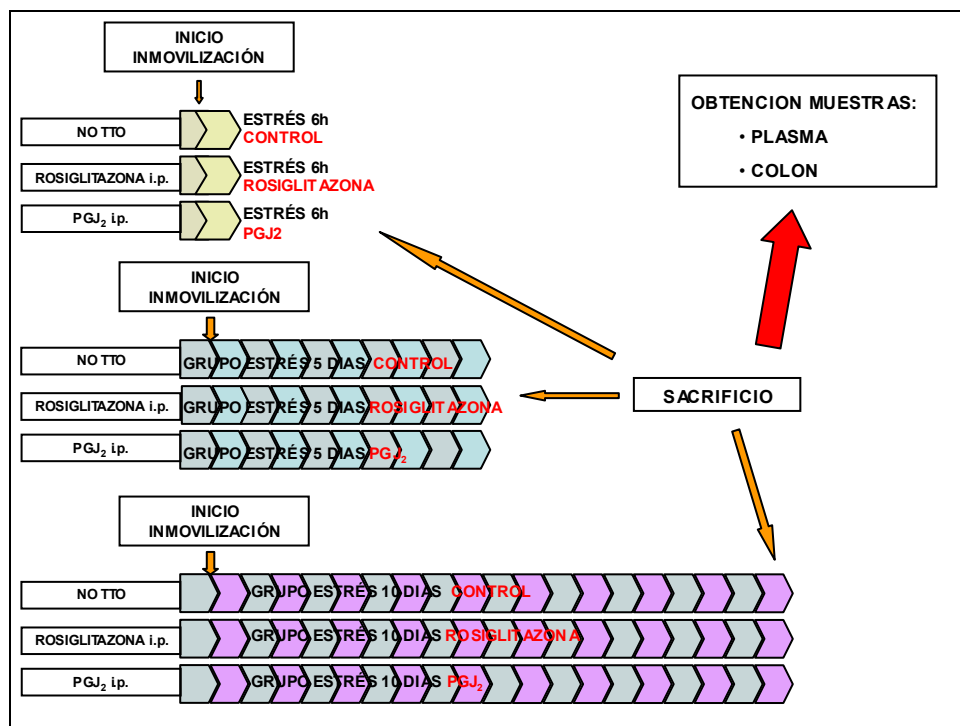 INICIO
INMOVILIZACIÓN
OBTENCION MUESTRAS:
• PLASMA
• COLON
NO TTO
ESTRÉS 6h
CONTROL
ROSIGLITAZONA i.p.
ESTRÉS 6h
ROSIGLITAZONA
PGJ2 i.p.
ESTRÉS 6h
PGJ2
INICIO
INMOVILIZACIÓN
NO TTO
GRUPO ESTRÉS 5 DIAS CONTROL
ROSIGLITAZONA i.p.
GRUPO ESTRÉS 5 DIAS ROSIGLITAZONA
PGJ2 i.p.
GRUPO ESTRÉS 5 DIAS PGJ2
SACRIFICIO
INICIO
INMOVILIZACIÓN
NO TTO
GRUPO ESTRÉS 10 DIAS CONTROL
ROSIGLITAZONA i.p.
GRUPO ESTRÉS 10 DIAS ROSIGLITAZONA
PGJ2 i.p.
GRUPO ESTRÉS 10 DIAS PGJ2